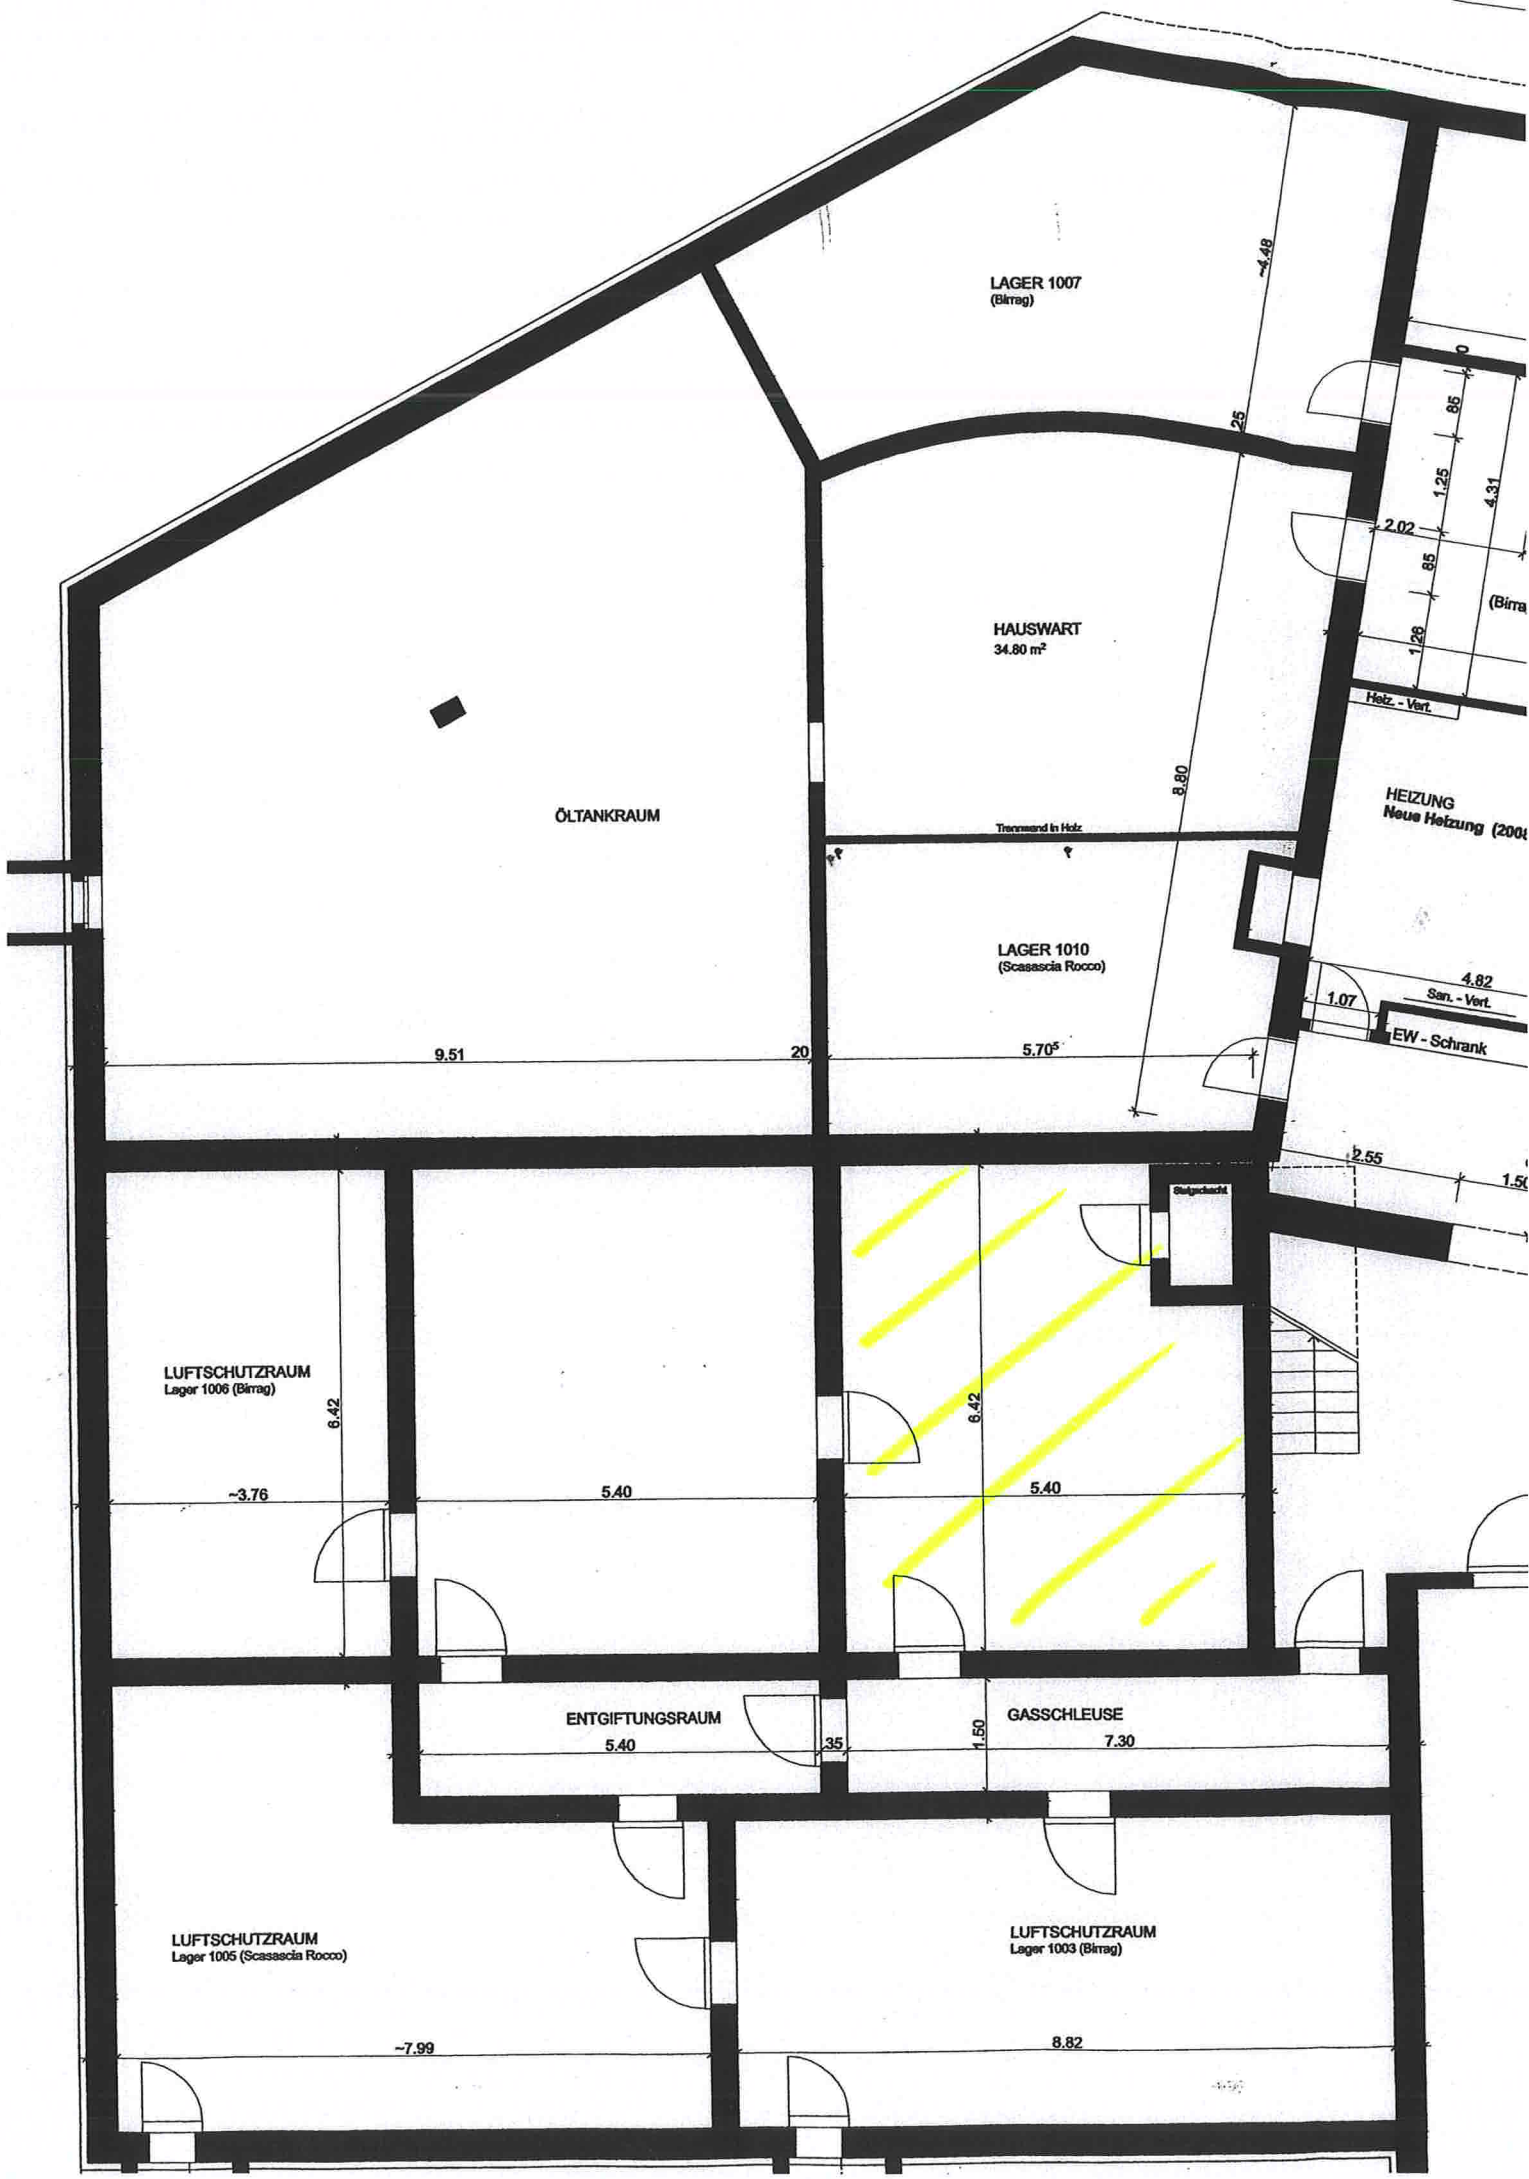 LAGER 1007
(Birrag)
~4.48
25
85
1.25
4.31
2.02
85
1.26
(Birra
HAUSWART
34.80 m²
Heiz. - Vert.
8.80
HEIZUNG
Neue Heizung (2008
ÖLTANKRAUM
Trennwand in Holz
LAGER 1010
(Scasascia Rocco)
4.82
San. - Vert.
1.07
EW - Schrank
9.51
20
5.70⁵
2.55
1.50
Steigschacht
LUFTSCHUTZRAUM
Lager 1006 (Birrag)
6.42
6.42
~3.76
5.40
5.40
ENTGIFTUNGSRAUM
GASSCHLEUSE
5.40
35
1.50
7.30
LUFTSCHUTZRAUM
Lager 1005 (Scasascia Rocco)
LUFTSCHUTZRAUM
Lager 1003 (Birrag)
~7.99
8.82